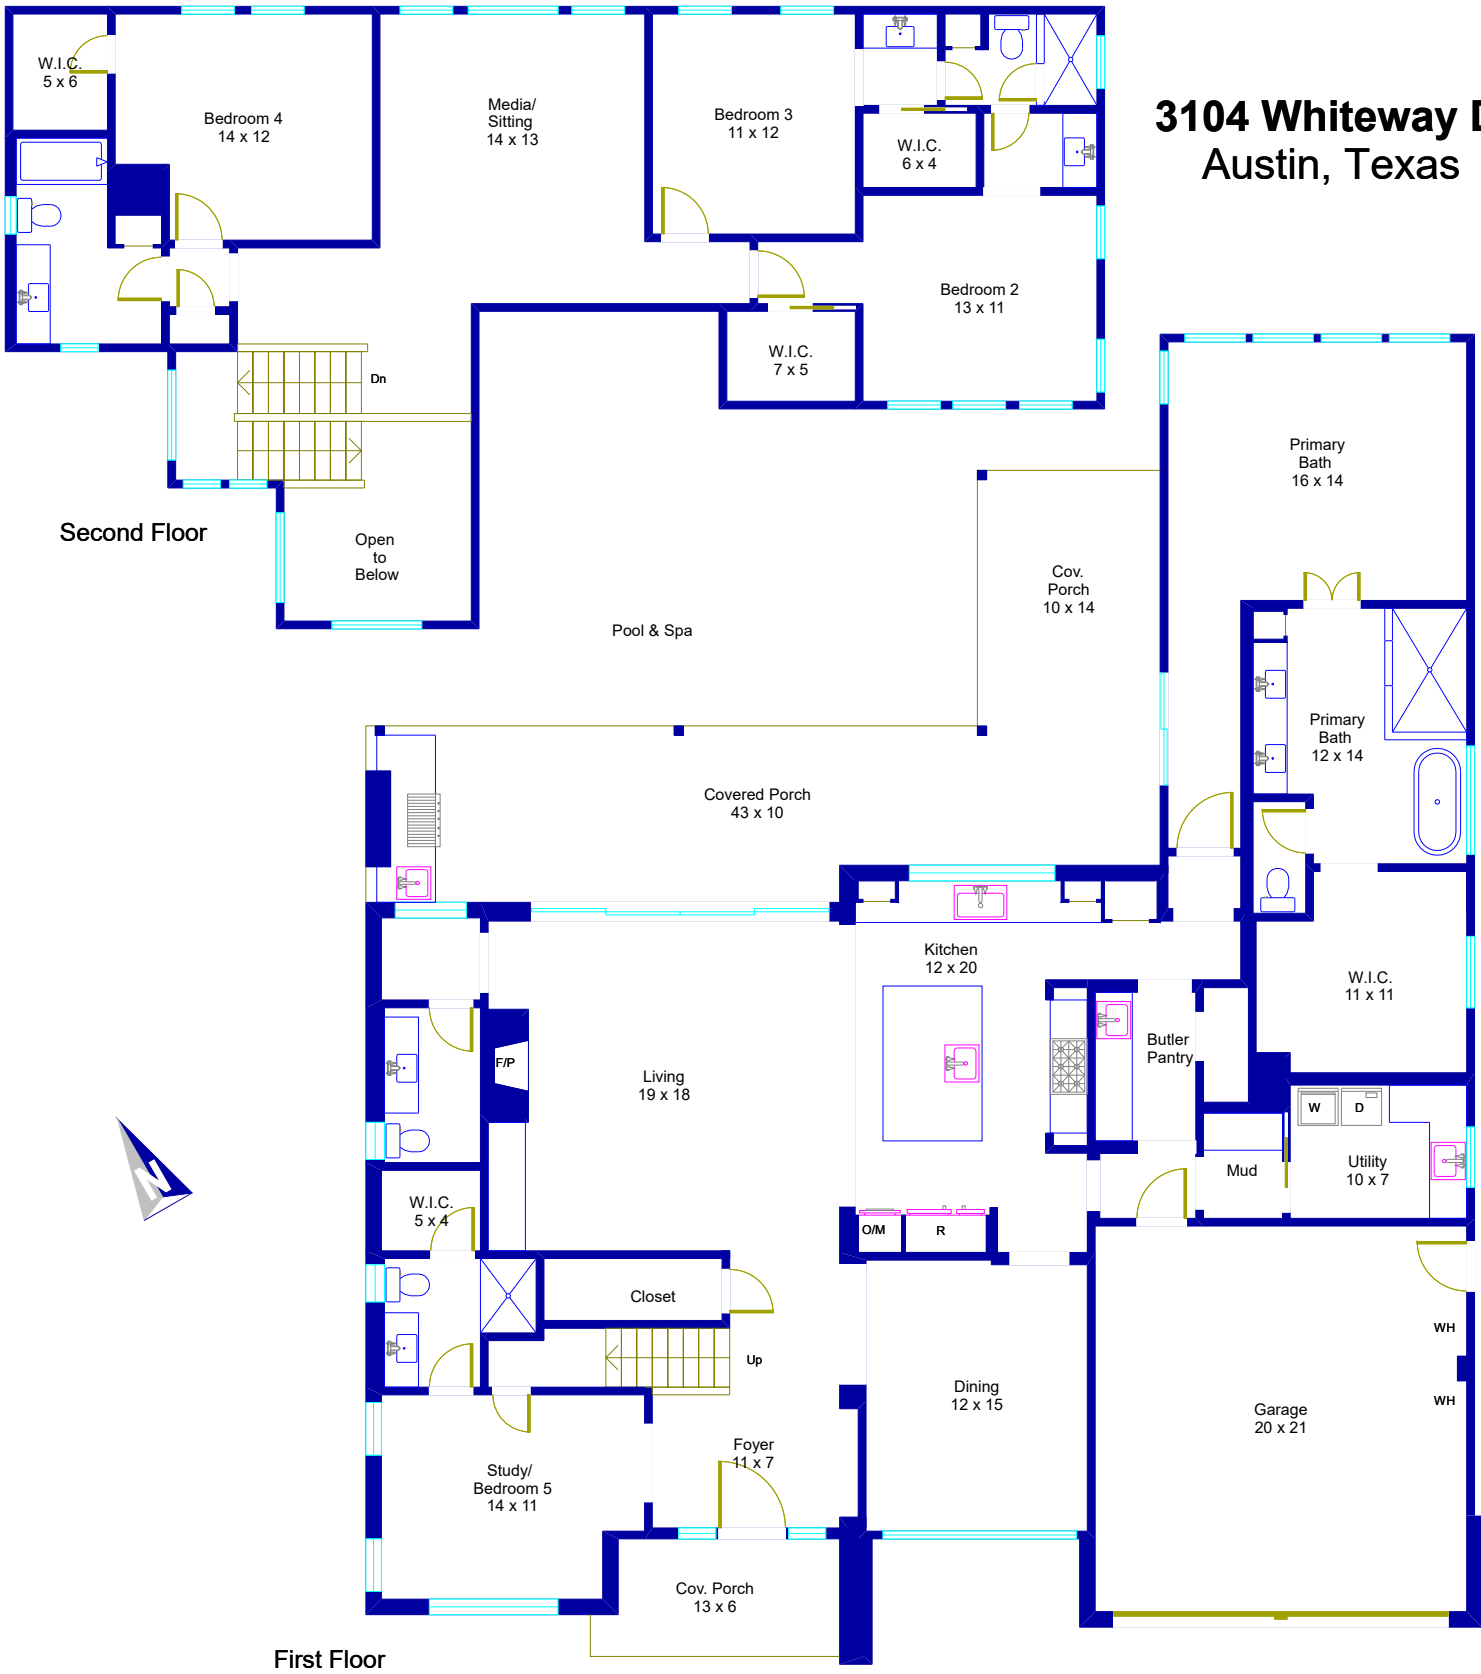 3104 Whiteway D
Austin, Texas
W.I.C.
5 x 6
Bedroom 4
14 x 12
Media/
Sitting
14 x 13
Bedroom 3
11 x 12
W.I.C.
6 x 4
Bedroom 2
13 x 11
W.I.C.
7 x 5
Dn
Second Floor
Open
to
Below
Primary
Bath
16 x 14
Cov.
Porch
10 x 14
Pool & Spa
Primary
Bath
12 x 14
Covered Porch
43 x 10
Kitchen
12 x 20
W.I.C.
11 x 11
Butler
Pantry
F/P
Living
19 x 18
W
D
N
W.I.C.
5 x 4
Mud
Utility
10 x 7
O/M
R
Closet
Up
WH
WH
Dining
12 x 15
Garage
20 x 21
Foyer
11 x 7
Study/
Bedroom 5
14 x 11
Cov. Porch
13 x 6
First Floor